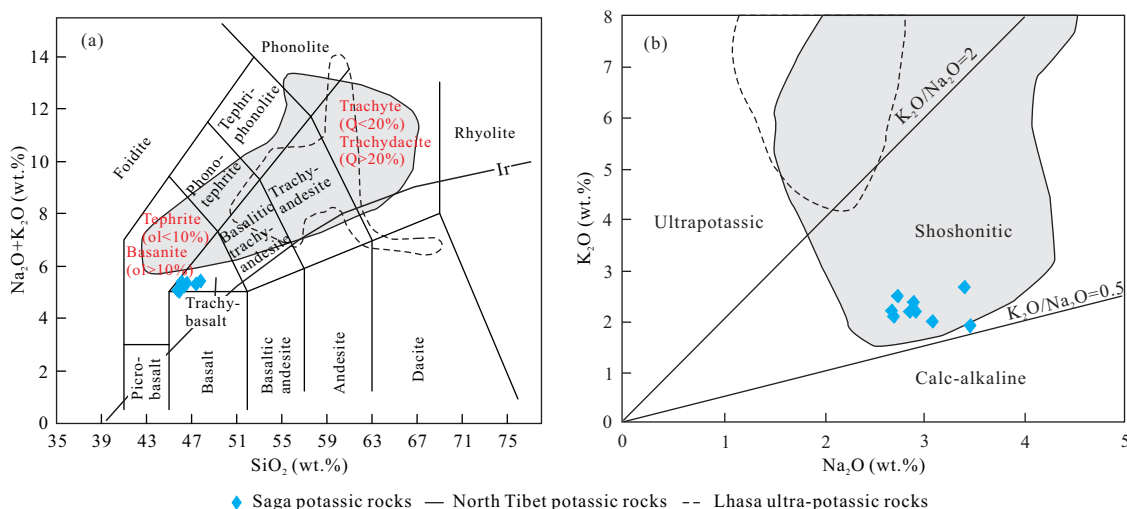 (a)
Phonolite
Foidite
Tephri-
phonolite
Phono-
tephrite
Trachyte
(Q<20%)
Trachydacite
(Q>20%)
Rhyolite
Ir
Trachy-
andesite
Basalitic
trachy-
andesite
Tephrite
(ol<10%)
Basanite
(ol>10%)
Trachy-
basalt
Picro-
basalt
Basalt
Basaltic
andesite
Andesite
Dacite
Na₂O+K₂O (wt.%)
14
12
10
8
6
4
2
0
35 39 43 47 51 55 59 63 67 71 75
SiO₂ (wt.%)
(b)
K₂O/Na₂O=2
Ultrapotassic
Shoshonitic
K₂O/Na₂O=0.5
Calc-alkaline
K₂O (wt.%)
8
7
6
5
4
3
2
1
0
0 1 2 3 4 5
Na₂O (wt.%)
Saga potassic rocks North Tibet potassic rocks Lhasa ultra-potassic rocks